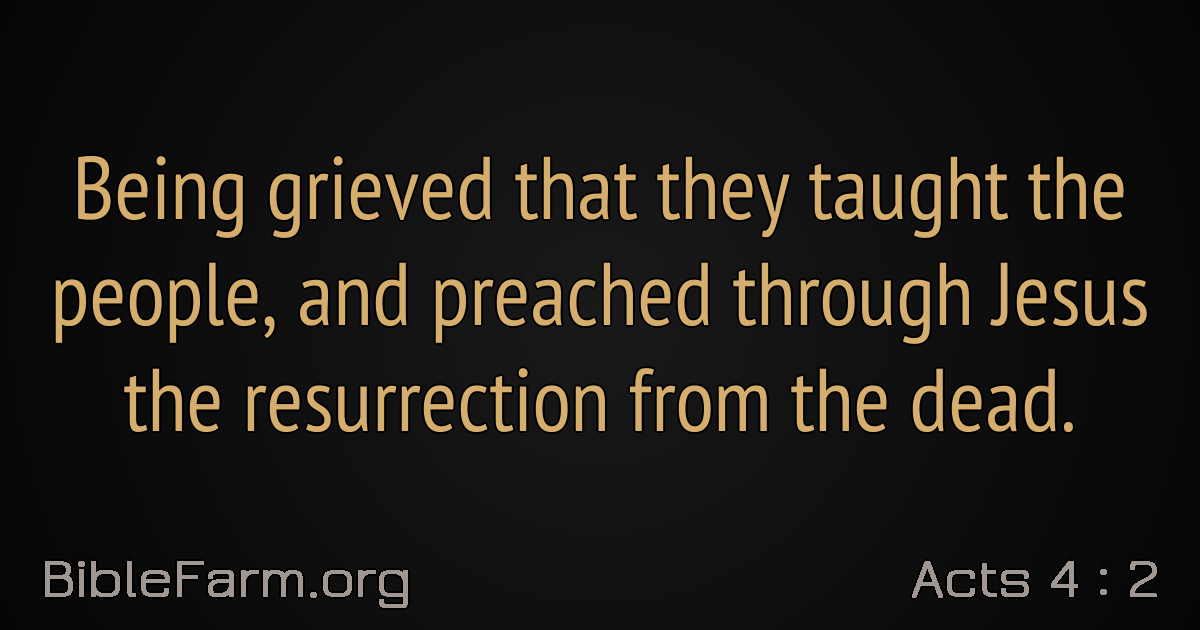 Being grieved that they taught the
people, and preached through Jesus
the resurrection from the dead.
BibleFarm.org
Acts 4 : 2